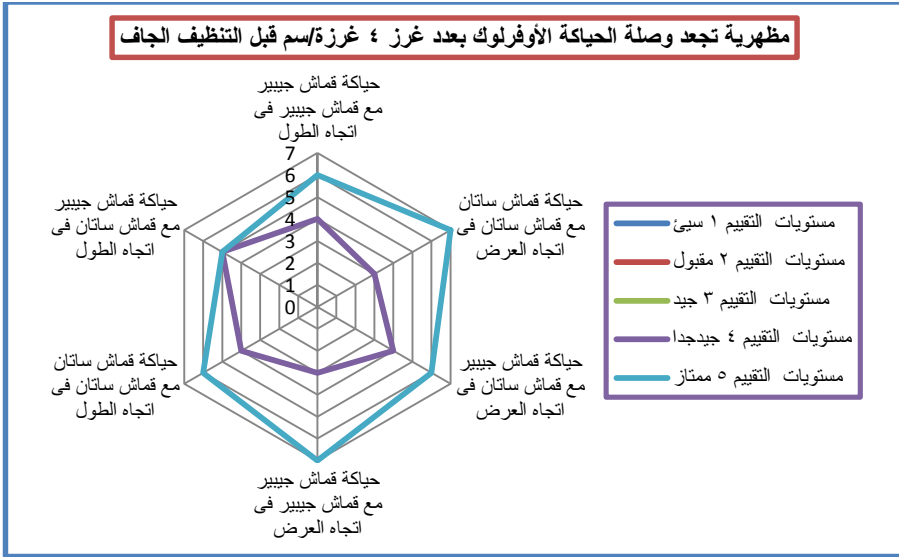 مظهرية تجعد وصلة الحياكة الأوفرلوك بعدد غرز ٤ غرزة/سم قبل التنظيف الجاف
حياكة قماش جيبير
مع قماش جيبير فى
اتجاه الطول
حياكة قماش ساتان
مع قماش ساتان فى
اتجاه العرض
حياكة قماش جيبير
مع قماش ساتان فى
اتجاه العرض
حياكة قماش جيبير
مع قماش جيبير فى
اتجاه العرض
حياكة قماش ساتان
مع قماش ساتان فى
اتجاه الطول
حياكة قماش جيبير
مع قماش ساتان فى
اتجاه الطول
7
6
5
4
3
2
1
0
مستويات التقييم ١ سيئ
مستويات التقييم ٢ مقبول
مستويات التقييم ٣ جيد
مستويات التقييم ٤ جيدجدا
مستويات التقييم ٥ ممتاز